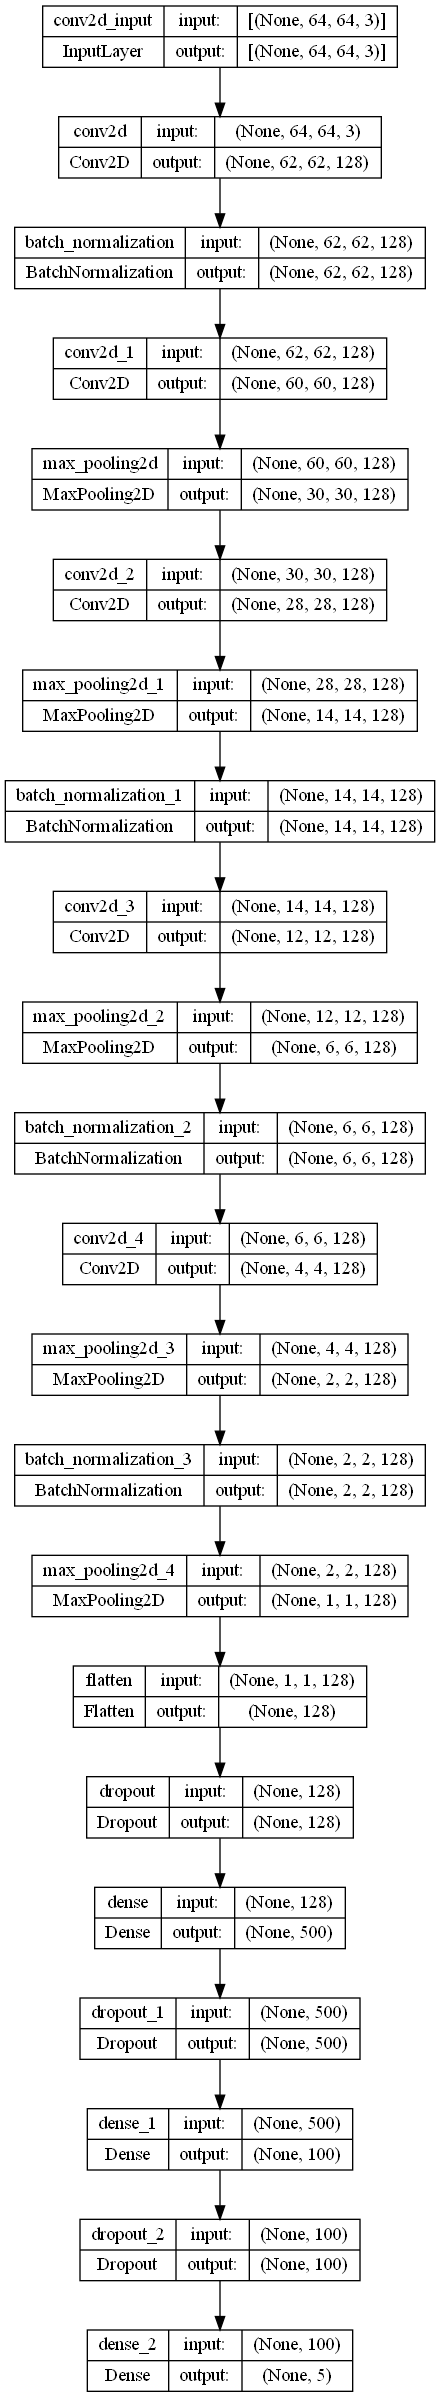 conv2d_input input: [(None, 64, 64, 3)]
InputLayer output: [(None, 64, 64, 3)]
conv2d input: (None, 64, 64, 3)
Conv2D output: (None, 62, 62, 128)
batch_normalization input: (None, 62, 62, 128)
BatchNormalization output: (None, 62, 62, 128)
conv2d_1 input: (None, 62, 62, 128)
Conv2D output: (None, 60, 60, 128)
max_pooling2d input: (None, 60, 60, 128)
MaxPooling2D output: (None, 30, 30, 128)
conv2d_2 input: (None, 30, 30, 128)
Conv2D output: (None, 28, 28, 128)
max_pooling2d_1 input: (None, 28, 28, 128)
MaxPooling2D output: (None, 14, 14, 128)
batch_normalization_1 input: (None, 14, 14, 128)
BatchNormalization output: (None, 14, 14, 128)
conv2d_3 input: (None, 14, 14, 128)
Conv2D output: (None, 12, 12, 128)
max_pooling2d_2 input: (None, 12, 12, 128)
MaxPooling2D output: (None, 6, 6, 128)
batch_normalization_2 input: (None, 6, 6, 128)
BatchNormalization output: (None, 6, 6, 128)
conv2d_4 input: (None, 6, 6, 128)
Conv2D output: (None, 4, 4, 128)
max_pooling2d_3 input: (None, 4, 4, 128)
MaxPooling2D output: (None, 2, 2, 128)
batch_normalization_3 input: (None, 2, 2, 128)
BatchNormalization output: (None, 2, 2, 128)
max_pooling2d_4 input: (None, 2, 2, 128)
MaxPooling2D output: (None, 1, 1, 128)
flatten input: (None, 1, 1, 128)
Flatten output: (None, 128)
dropout input: (None, 128)
Dropout output: (None, 128)
dense input: (None, 128)
Dense output: (None, 500)
dropout_1 input: (None, 500)
Dropout output: (None, 500)
dense_1 input: (None, 500)
Dense output: (None, 100)
dropout_2 input: (None, 100)
Dropout output: (None, 100)
dense_2 input: (None, 100)
Dense output: (None, 5)